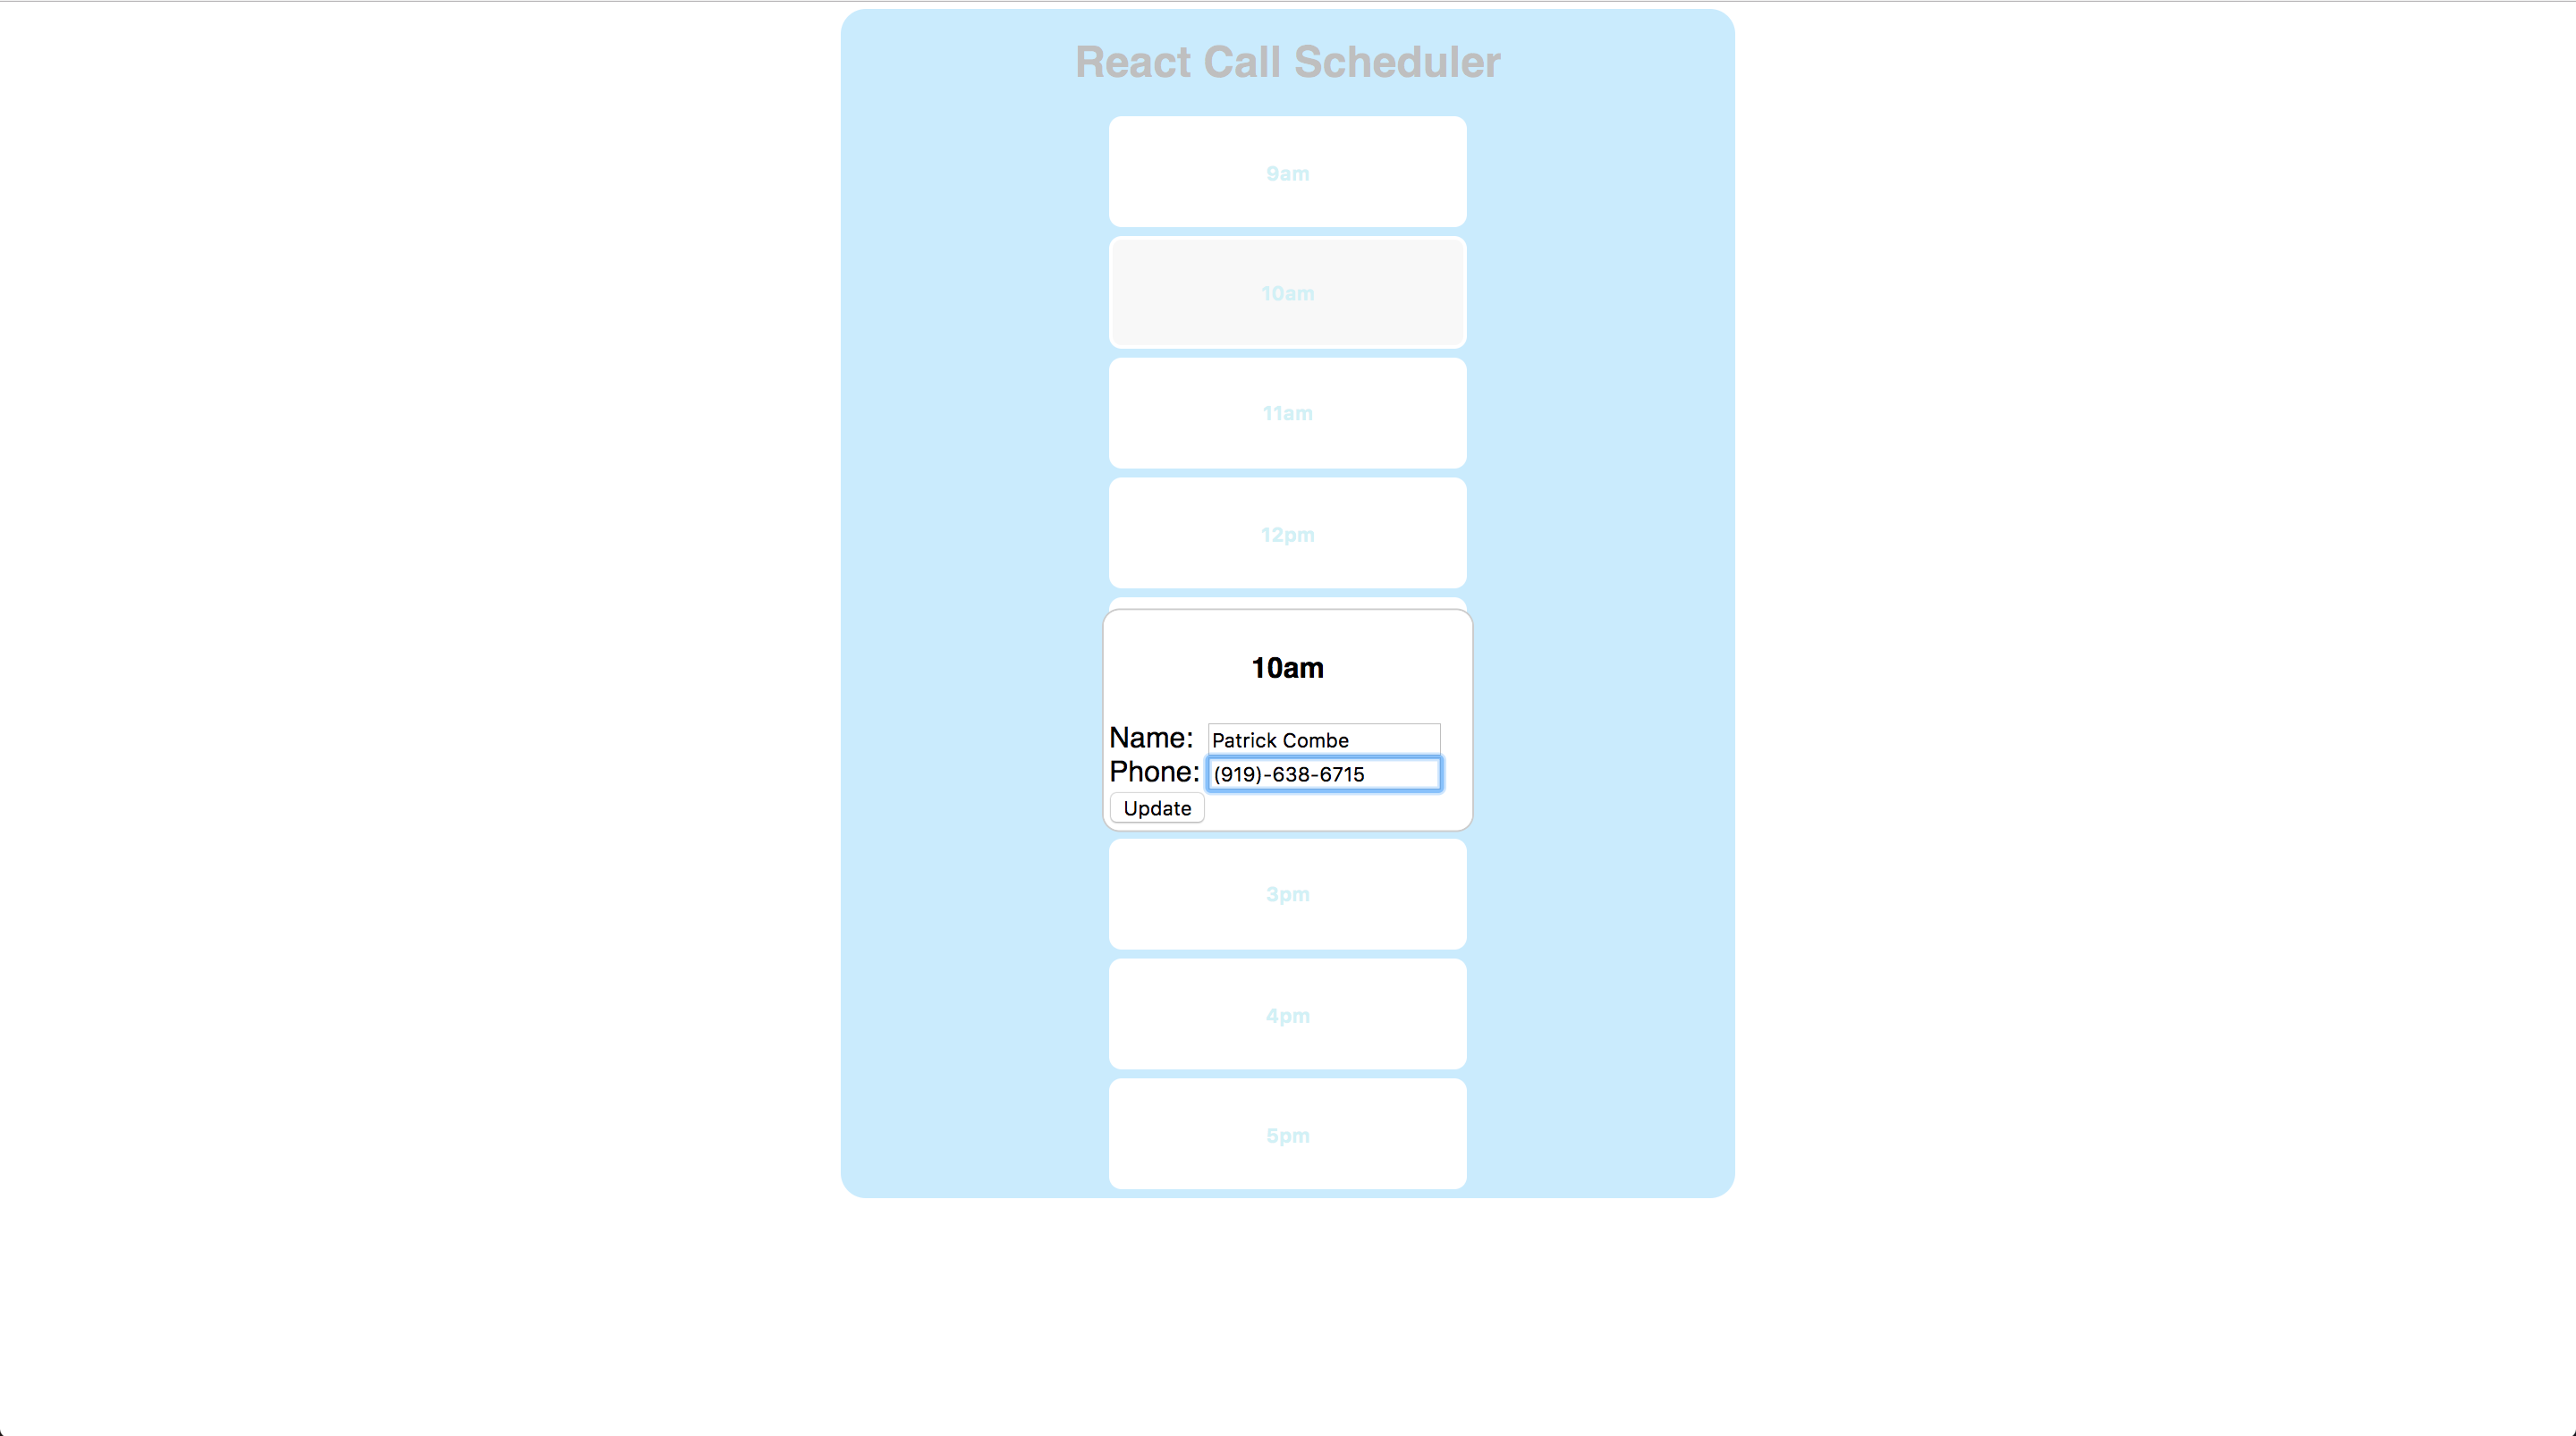 React Call Scheduler
9am
10am
11am
12pm
10am
Name: Patrick Combe
Phone: (919)-638-6715
Update
3pm
4pm
5pm